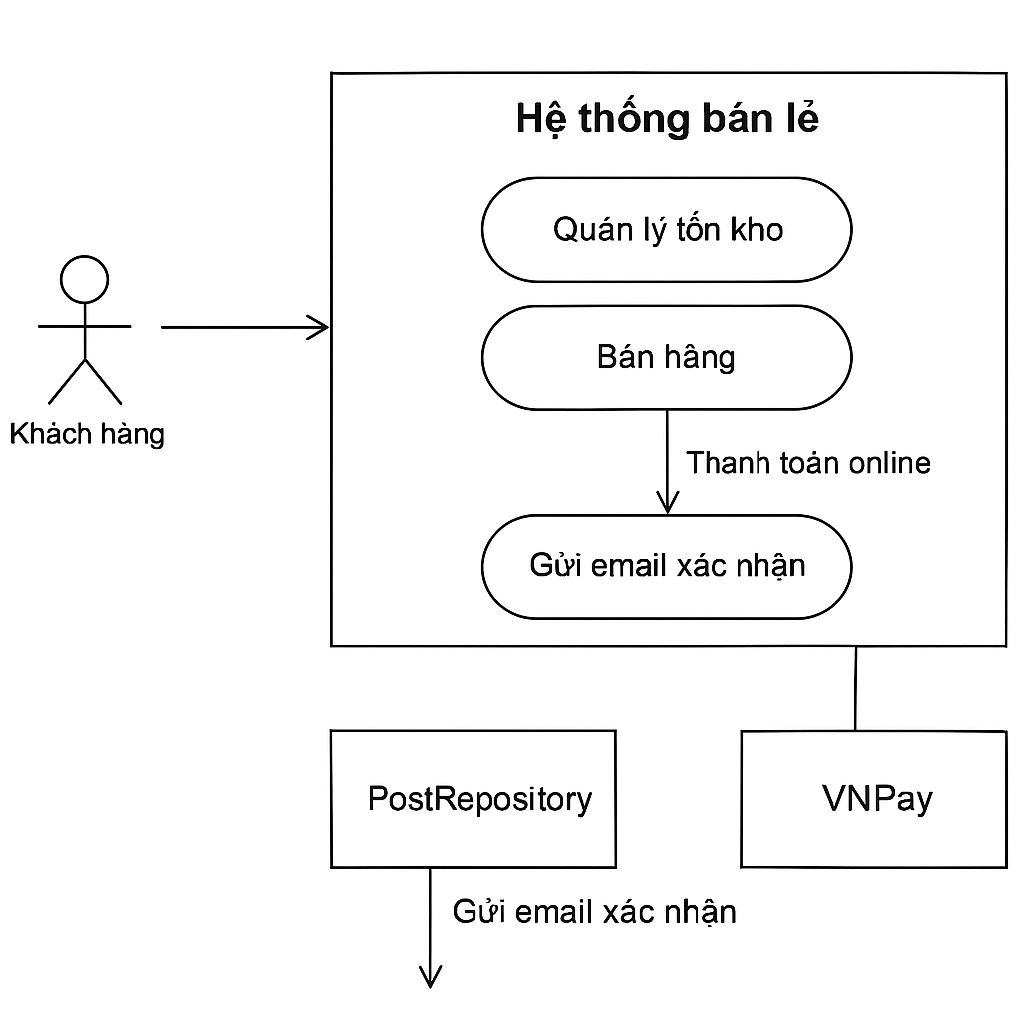 Hệ thống bán lẻ
Quán lý tốn kho
Bán hâng
Khách hàng
Thanh toán online
Gửi email xác nhận
PostRepository
VNPay
Gửi email xác nhận